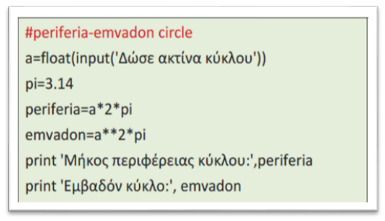 #periferia-emvadon circle
a=float(input('Δώσε ακτίνα κύκλου'))
pi=3.14
periferia=a*2*pi
emvadon=a**2*pi
print 'Μήκος περιφέρειας κύκλου:',periferia
print 'Εμβαδόν κύκλο:', emvadon